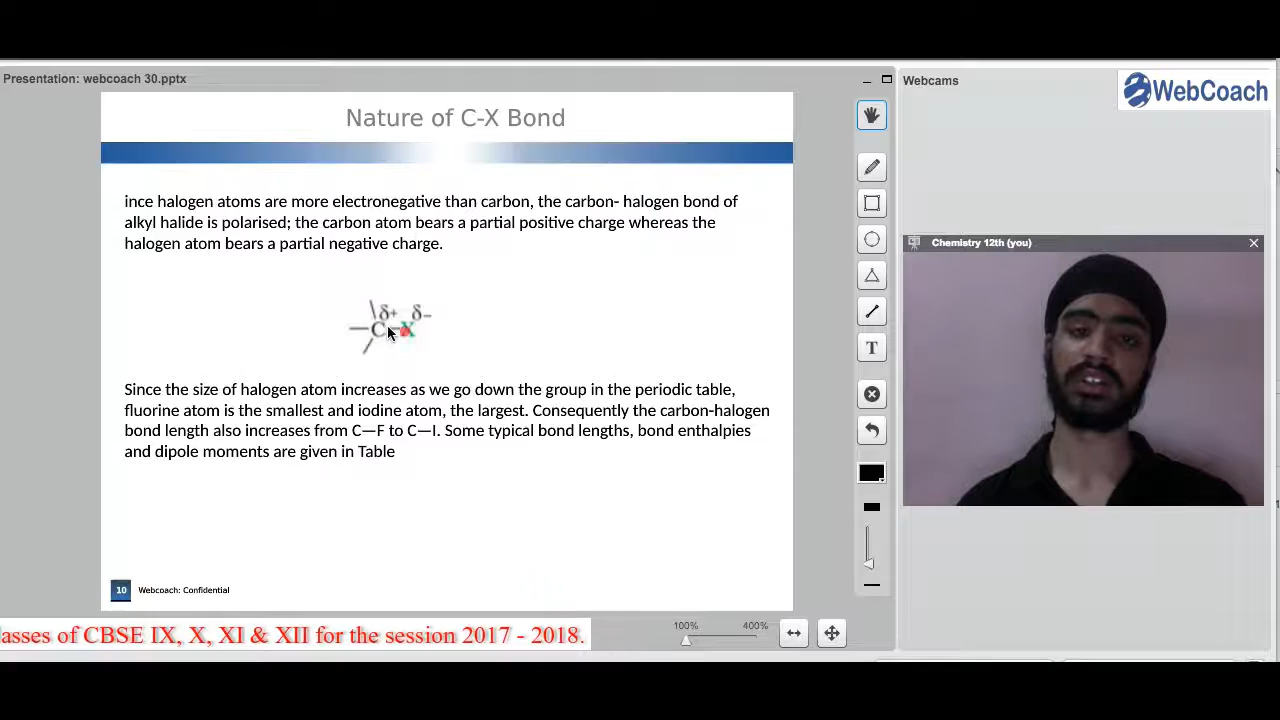 Presentation: webcoach 30.pptx
Webcams
WebCoach
Nature of C-X Bond
ince halogen atoms are more electronegative than carbon, the carbon- halogen bond of
alkyl halide is polarised; the carbon atom bears a partial positive charge whereas the
halogen atom bears a partial negative charge.
Chemistry 12th (you)
δ+ δ−
C X
T
Since the size of halogen atom increases as we go down the group in the periodic table,
fluorine atom is the smallest and iodine atom, the largest. Consequently the carbon-halogen
bond length also increases from C—F to C—I. Some typical bond lengths, bond enthalpies
and dipole moments are given in Table
10 Webcoach: Confidential
asses of CBSE IX, X, XI & XII for the session 2017 - 2018.
100% 400%